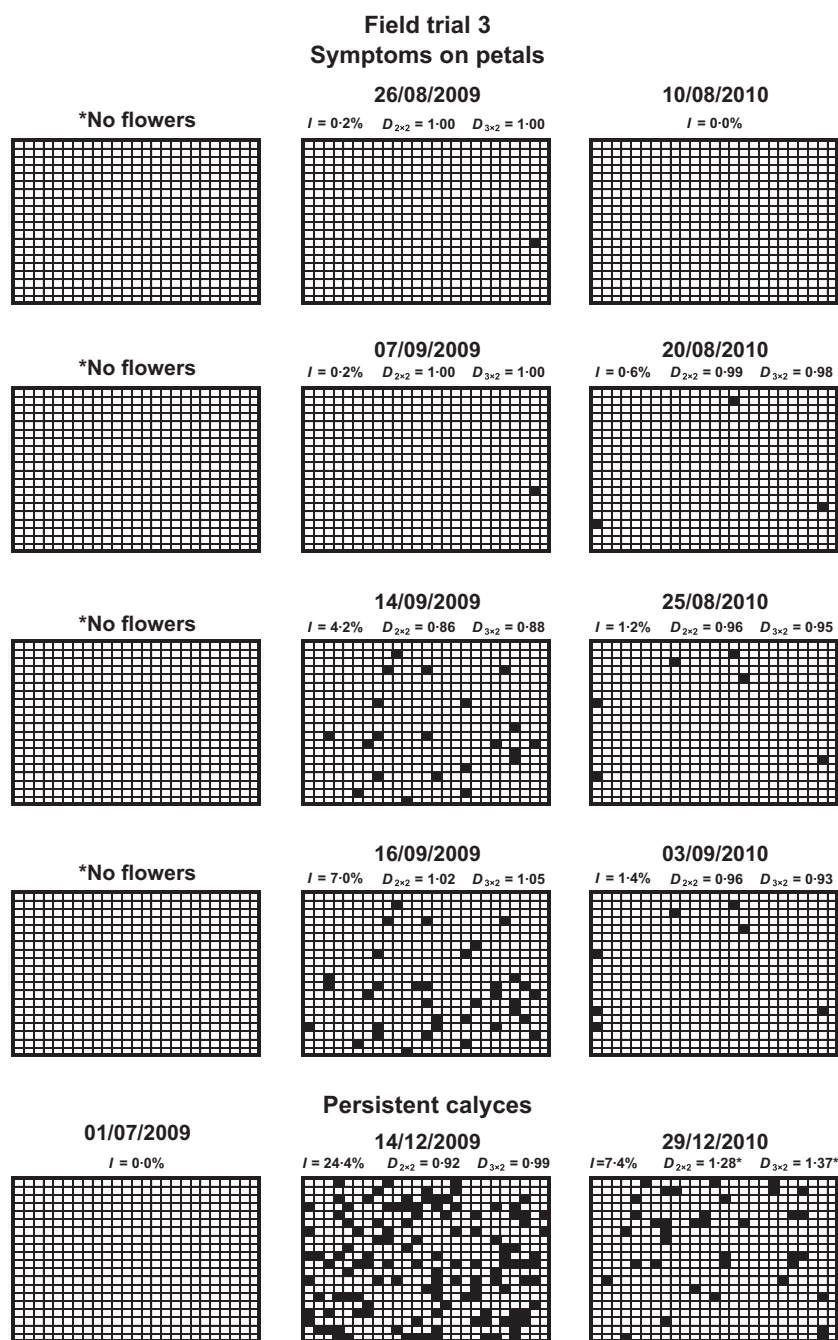 Field trial 3
Symptoms on petals
*No flowers
26/08/2009
I = 0·2% D2×2 = 1·00 D3×2 = 1·00
10/08/2010
I = 0·0%
*No flowers
07/09/2009
I = 0·2% D2×2 = 1·00 D3×2 = 1·00
20/08/2010
I = 0·6% D2×2 = 0·99 D3×2 = 0·98
*No flowers
14/09/2009
I = 4·2% D2×2 = 0·86 D3×2 = 0·88
25/08/2010
I = 1·2% D2×2 = 0·96 D3×2 = 0·95
*No flowers
16/09/2009
I = 7·0% D2×2 = 1·02 D3×2 = 1·05
03/09/2010
I = 1·4% D2×2 = 0·96 D3×2 = 0·93
Persistent calyces
01/07/2009
I = 0·0%
14/12/2009
I = 24·4% D2×2 = 0·92 D3×2 = 0·99
29/12/2010
I=7·4% D2×2 = 1·28* D3×2 = 1·37*